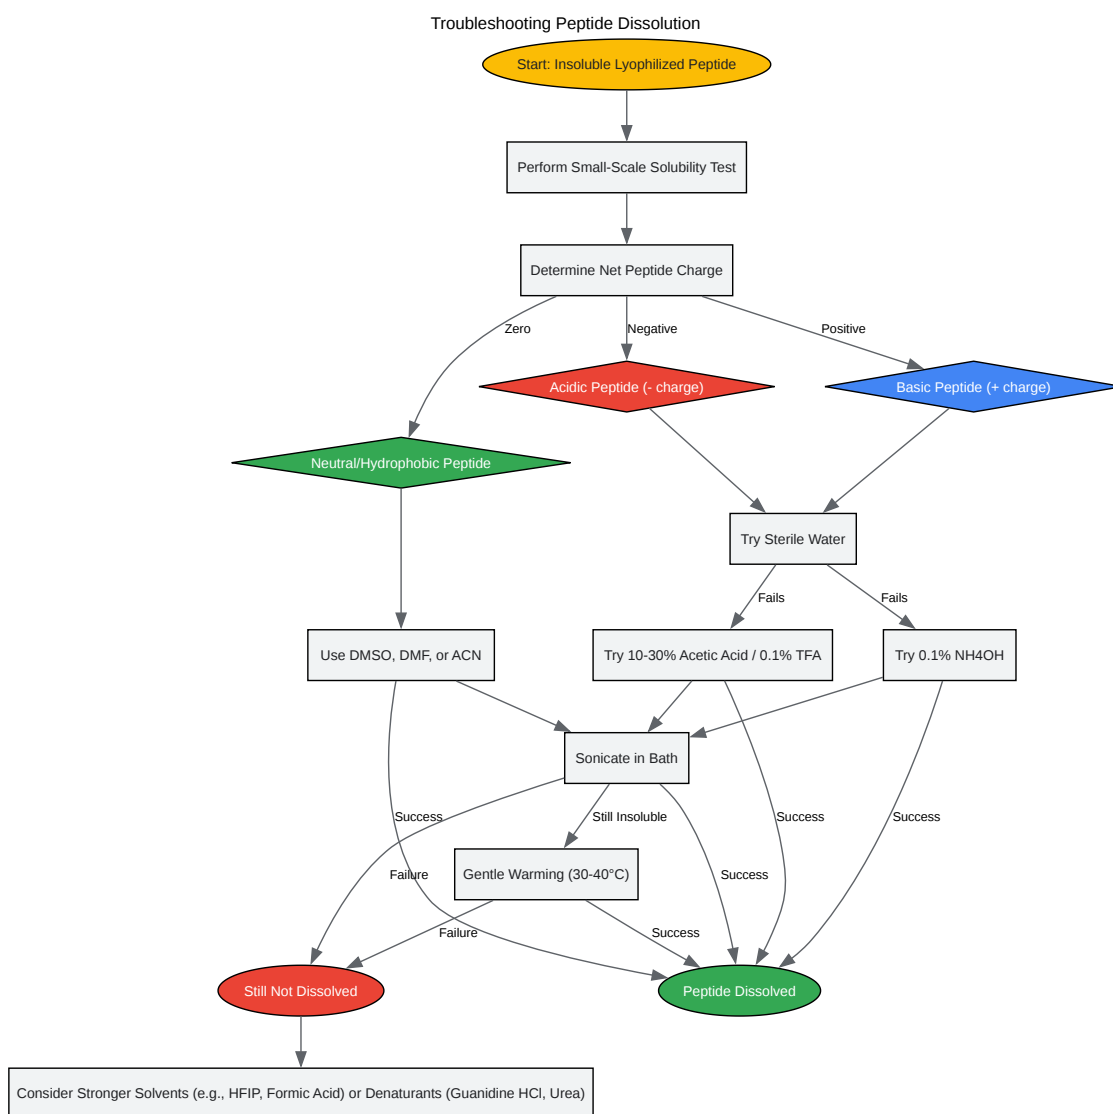 Troubleshooting Peptide Dissolution
Start: Insoluble Lyophilized Peptide
Perform Small-Scale Solubility Test
Determine Net Peptide Charge
Zero
Negative
Positive
Acidic Peptide (- charge)
Basic Peptide (+ charge)
Neutral/Hydrophobic Peptide
Try Sterile Water
Fails
Fails
Use DMSO, DMF, or ACN
Try 10-30% Acetic Acid / 0.1% TFA
Try 0.1% NH4OH
Sonicate in Bath
Success
Still Insoluble
Success
Success
Failure
Gentle Warming (30-40°C)
Success
Failure
Success
Still Not Dissolved
Peptide Dissolved
Consider Stronger Solvents (e.g., HFIP, Formic Acid) or Denaturants (Guanidine HCl, Urea)